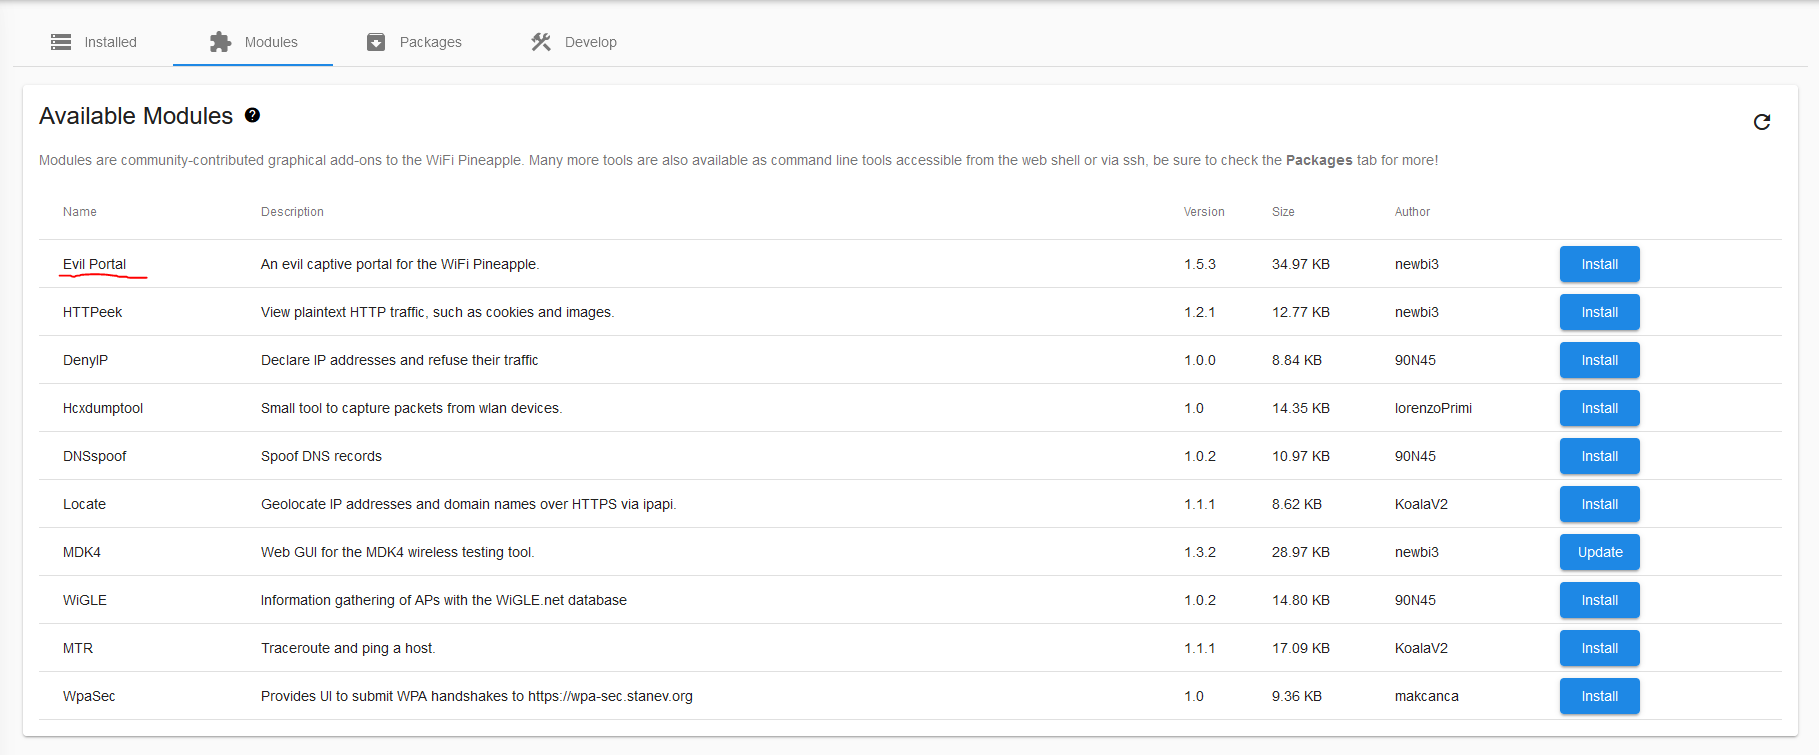 Installed Modules Packages Develop
Available Modules ?
Modules are community-contributed graphical add-ons to the WiFi Pineapple. Many more tools are also available as command line tools accessible from the web shell or via ssh, be sure to check the Packages tab for more!
Name Description Version Size Author
Evil Portal An evil captive portal for the WiFi Pineapple. 1.5.3 34.97 KB newbi3 Install
HTTPeek View plaintext HTTP traffic, such as cookies and images. 1.2.1 12.77 KB newbi3 Install
DenyIP Declare IP addresses and refuse their traffic 1.0.0 8.84 KB 90N45 Install
Hcxdumptool Small tool to capture packets from wlan devices. 1.0 14.35 KB lorenzoPrimi Install
DNSspoof Spoof DNS records 1.0.2 10.97 KB 90N45 Install
Locate Geolocate IP addresses and domain names over HTTPS via ipapi. 1.1.1 8.62 KB KoalaV2 Install
MDK4 Web GUI for the MDK4 wireless testing tool. 1.3.2 28.97 KB newbi3 Update
WiGLE Information gathering of APs with the WiGLE.net database 1.0.2 14.80 KB 90N45 Install
MTR Traceroute and ping a host. 1.1.1 17.09 KB KoalaV2 Install
WpaSec Provides UI to submit WPA handshakes to https://wpa-sec.stanev.org 1.0 9.36 KB makcanca Install